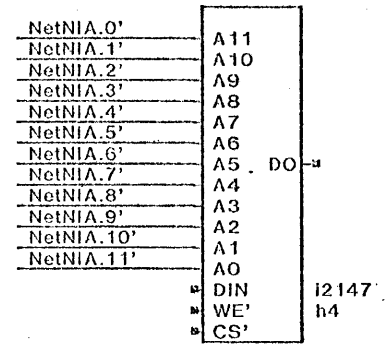 NetNIA.0' A11
NetNIA.1' A10
NetNIA.2' A9
NetNIA.3' A8
NetNIA.4' A7
NetNIA.5' A6
NetNIA.6' A5 DO
NetNIA.7' A4
NetNIA.8' A3
NetNIA.9' A2
NetNIA.10' A1
NetNIA.11' A0
DIN i2147
WE' h4
CS'